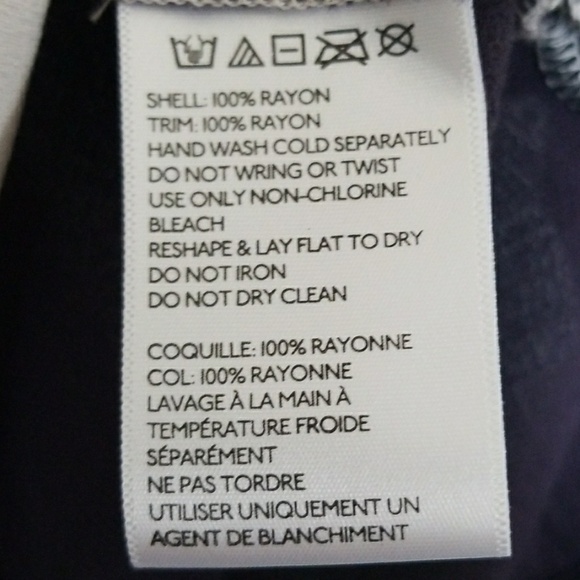 SHELL: 100% RAYON
TRIM: 100% RAYON
HAND WASH COLD SEPARATELY
DO NOT WRING OR TWIST
USE ONLY NON-CHLORINE
BLEACH
RESHAPE & LAY FLAT TO DRY
DO NOT IRON
DO NOT DRY CLEAN
COQUILLE: 100% RAYONNE
COL: 100% RAYONNE
LAVAGE À LA MAIN À
TEMPÉRATURE FROIDE
SÉPARÉMENT
NE PAS TORDRE
UTILISER UNIQUEMENT UN
AGENT DE BLANCHIMENT